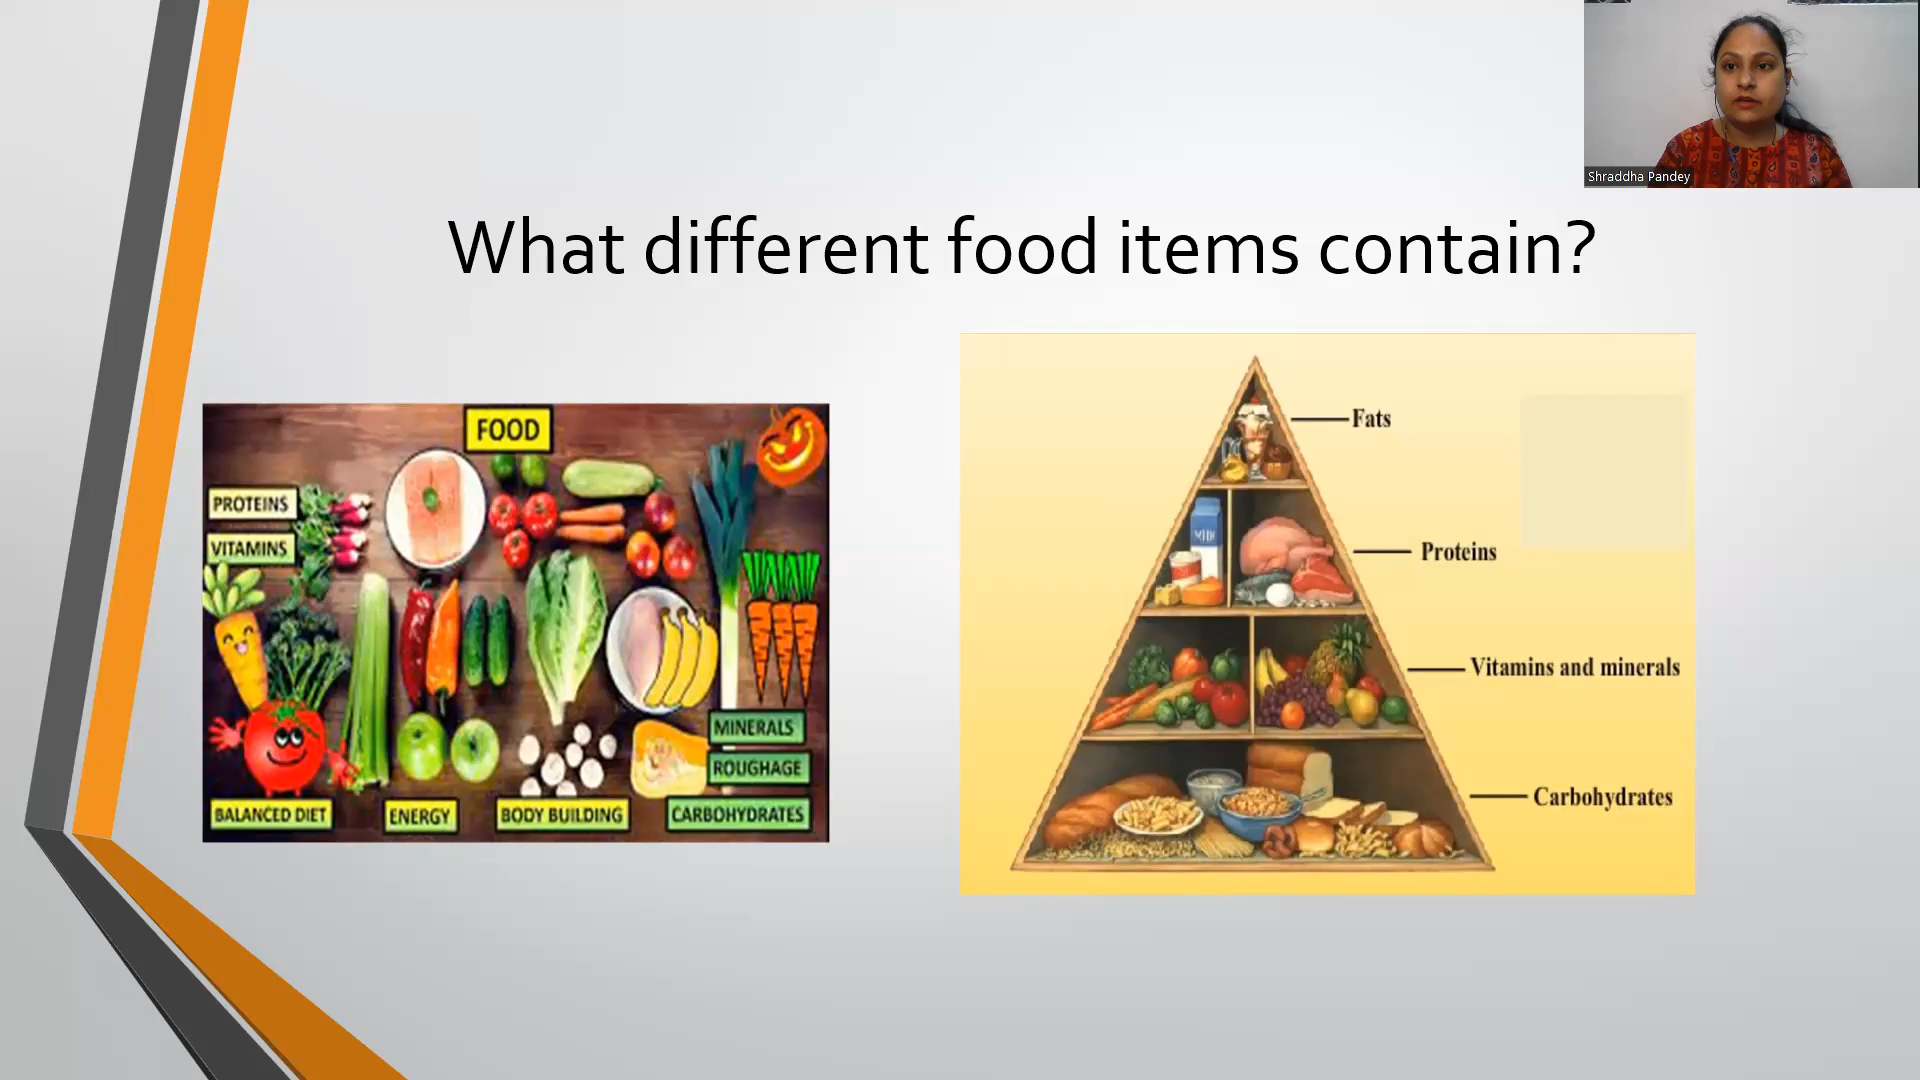 Shraddha Pandey
What different food items contain?
FOOD
PROTEINS
VITAMINS
MINERALS
ROUGHAGE
BALANCED DIET
ENERGY
BODY BUILDING
CARBOHYDRATES
Fats
Proteins
Vitamins and minerals
Carbohydrates